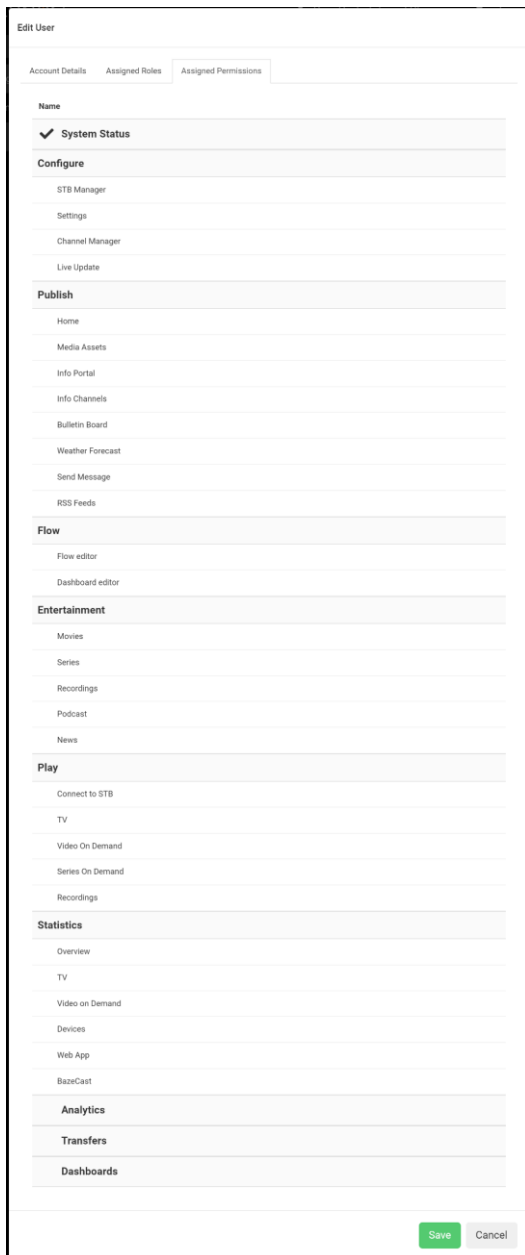 Edit User
Account Details Assigned Roles Assigned Permissions
Name
System Status
Configure
STB Manager
Settings
Channel Manager
Live Update
Publish
Home
Media Assets
Info Portal
Info Channels
Bulletin Board
Weather Forecast
Send Message
RSS Feeds
Flow
Flow editor
Dashboard editor
Entertainment
Movies
Series
Recordings
Podcast
News
Play
Connect to STB
TV
Video On Demand
Series On Demand
Recordings
Statistics
Overview
TV
Video on Demand
Devices
Web App
BazeCast
Analytics
Transfers
Dashboards
Save Cancel